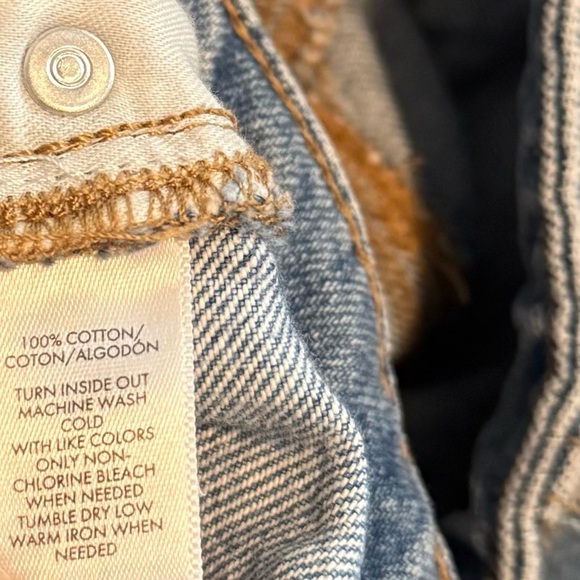 100% COTTON/
COTON/ALGODÓN
TURN INSIDE OUT
MACHINE WASH
COLD
WITH LIKE COLORS
ONLY NON-
CHLORINE BLEACH
WHEN NEEDED
TUMBLE DRY LOW
WARM IRON WHEN
NEEDED